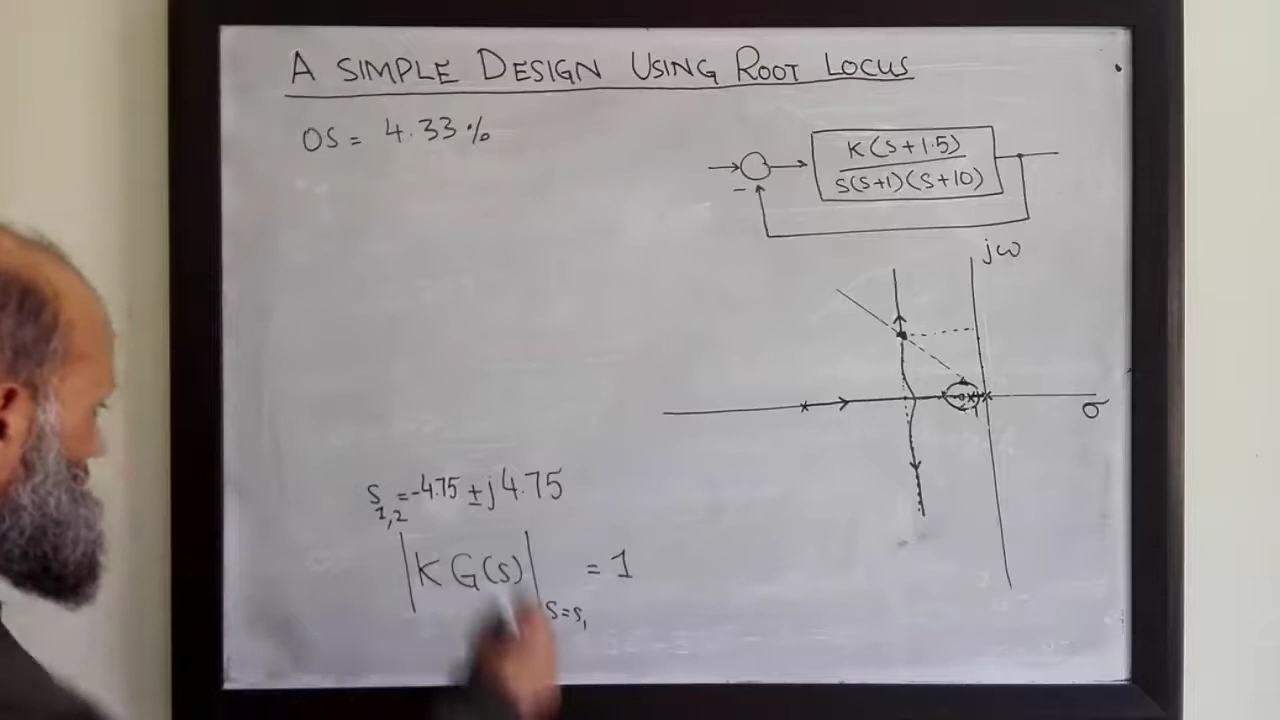 A SIMPLE DESIGN USING ROOT LOCUS
OS = 4.33%
K(s+1.5)
s(s+1)(s+10)
−
jω
σ
s1,2 = -4.75 ± j4.75
|K G(s)| s=s1 = 1